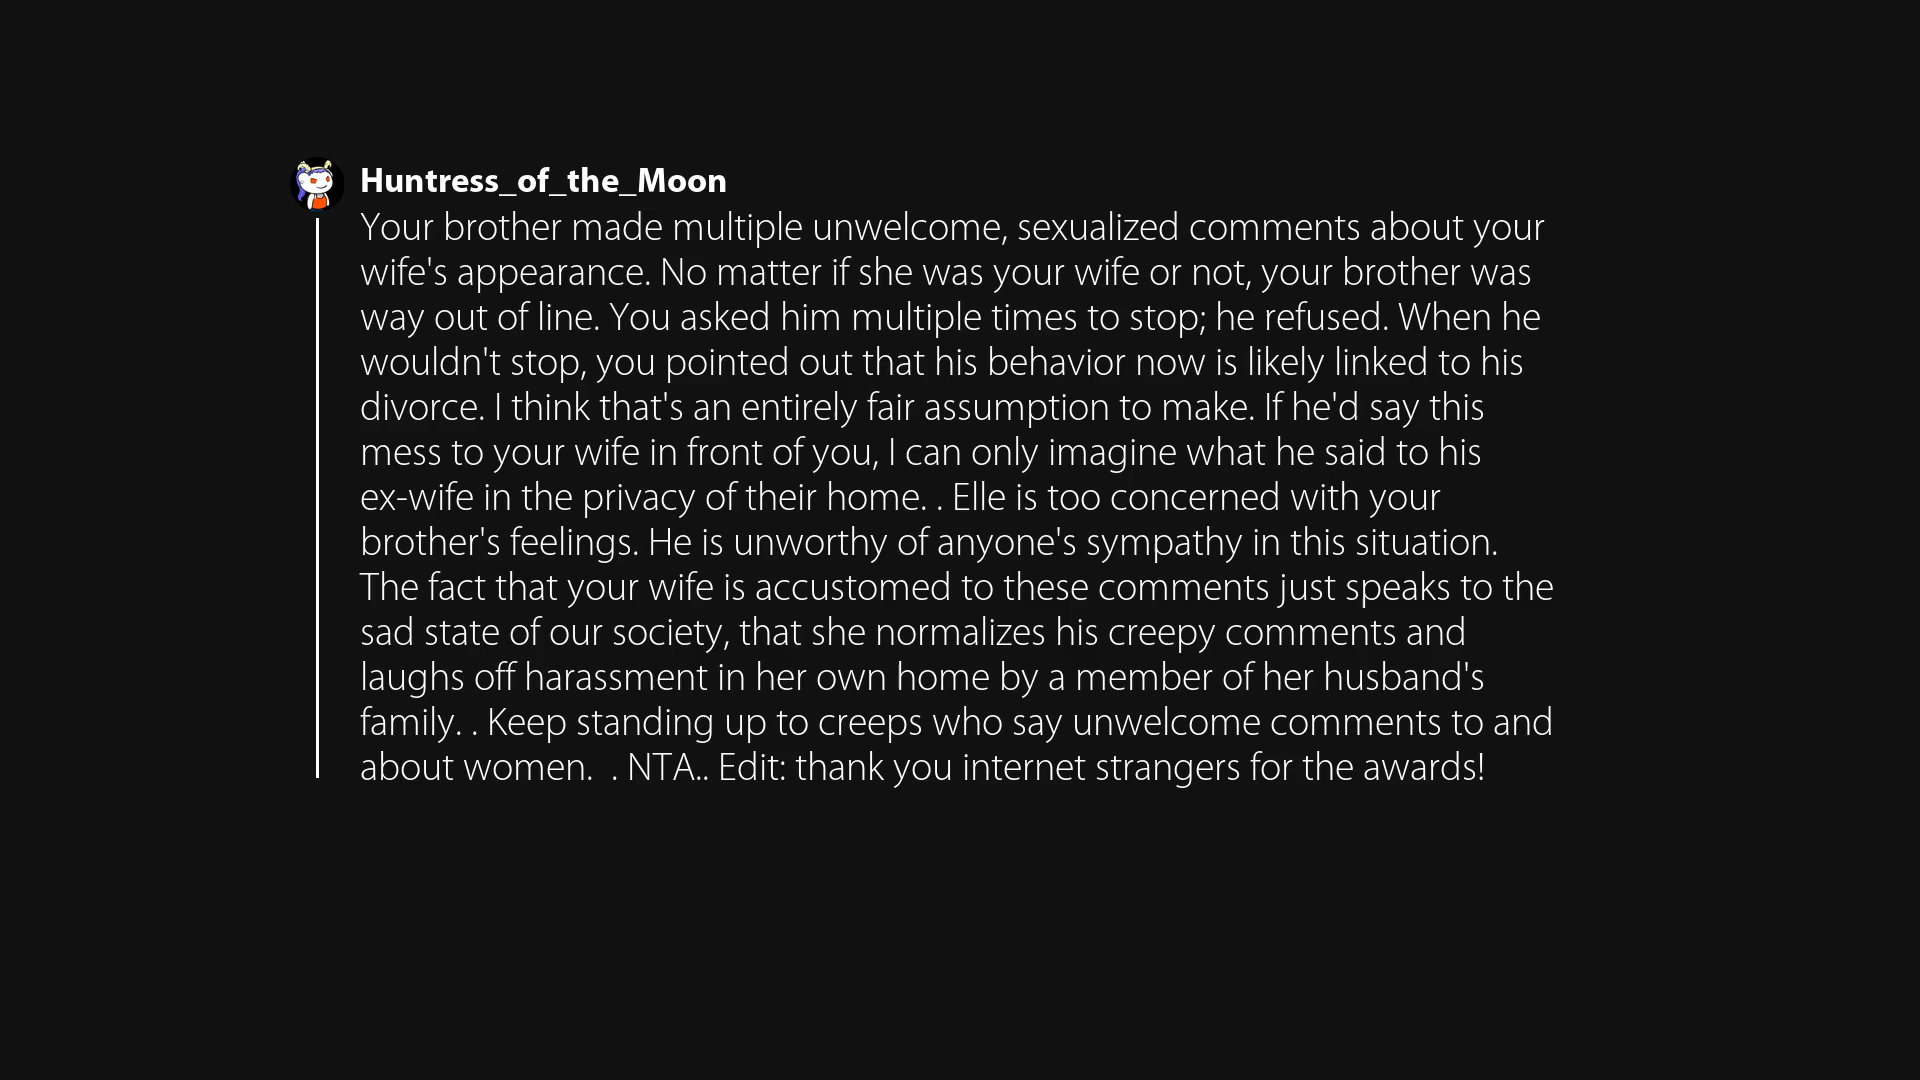 Huntress_of_the_Moon
Your brother made multiple unwelcome, sexualized comments about your
wife's appearance. No matter if she was your wife or not, your brother was
way out of line. You asked him multiple times to stop; he refused. When he
wouldn't stop, you pointed out that his behavior now is likely linked to his
divorce. I think that's an entirely fair assumption to make. If he'd say this
mess to your wife in front of you, I can only imagine what he said to his
ex-wife in the privacy of their home. . Elle is too concerned with your
brother's feelings. He is unworthy of anyone's sympathy in this situation.
The fact that your wife is accustomed to these comments just speaks to the
sad state of our society, that she normalizes his creepy comments and
laughs off harassment in her own home by a member of her husband's
family. . Keep standing up to creeps who say unwelcome comments to and
about women.  . NTA.. Edit: thank you internet strangers for the awards!